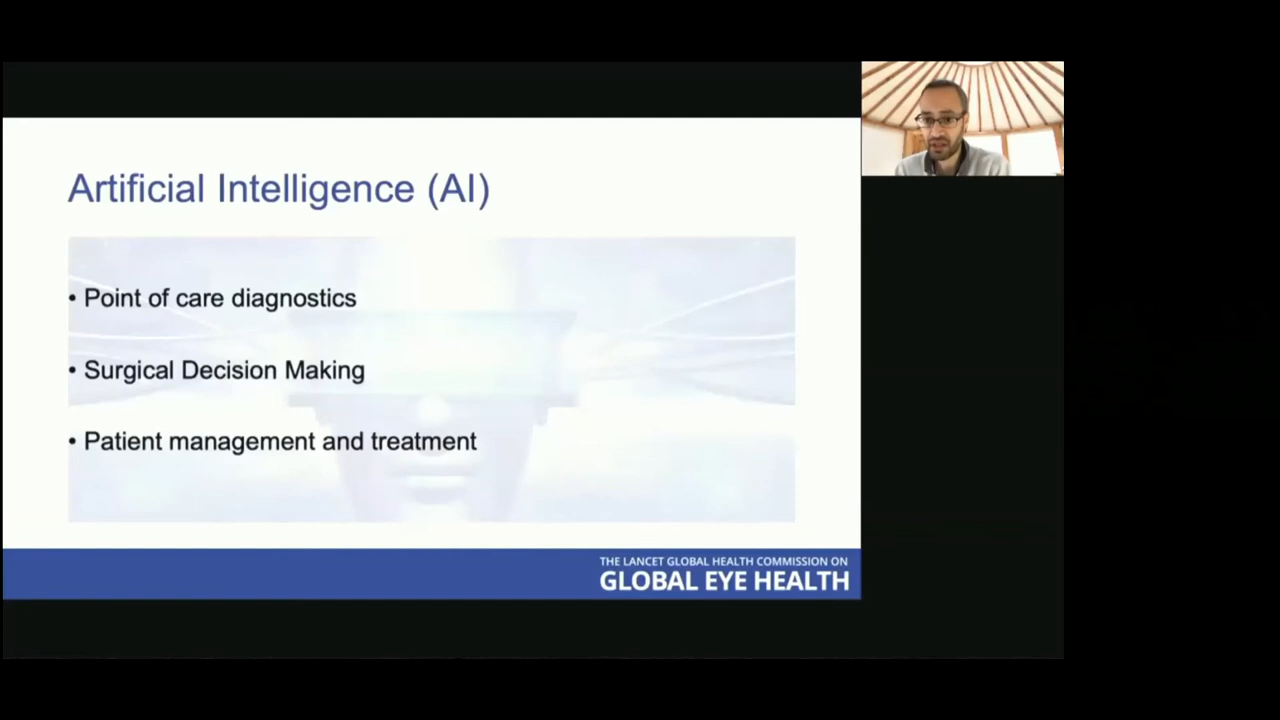 Artificial Intelligence (AI)
• Point of care diagnostics
• Surgical Decision Making
• Patient management and treatment
THE LANCET GLOBAL HEALTH COMMISSION ON
GLOBAL EYE HEALTH